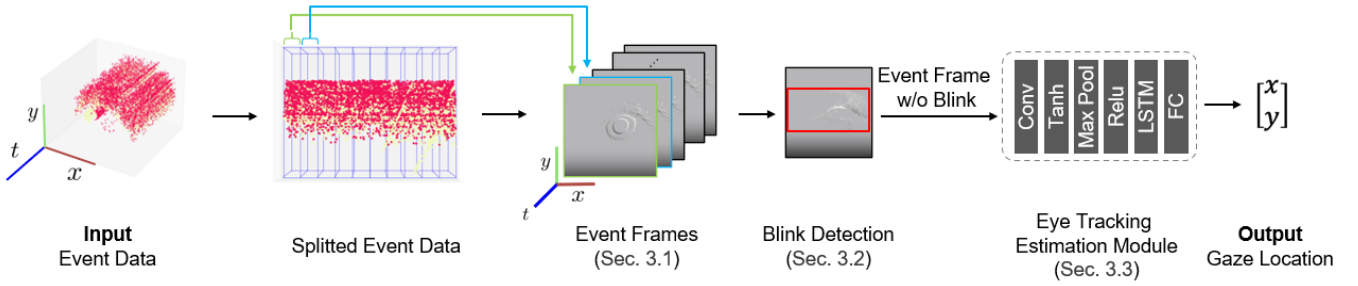 y
t
x
y
x
t
Event Frame
w/o Blink
Conv
Tanh
Max Pool
Relu
LSTM
FC
x
y
Input
Event Data
Splitted Event Data
Event Frames
(Sec. 3.1)
Blink Detection
(Sec. 3.2)
Eye Tracking
Estimation Module
(Sec. 3.3)
Output
Gaze Location